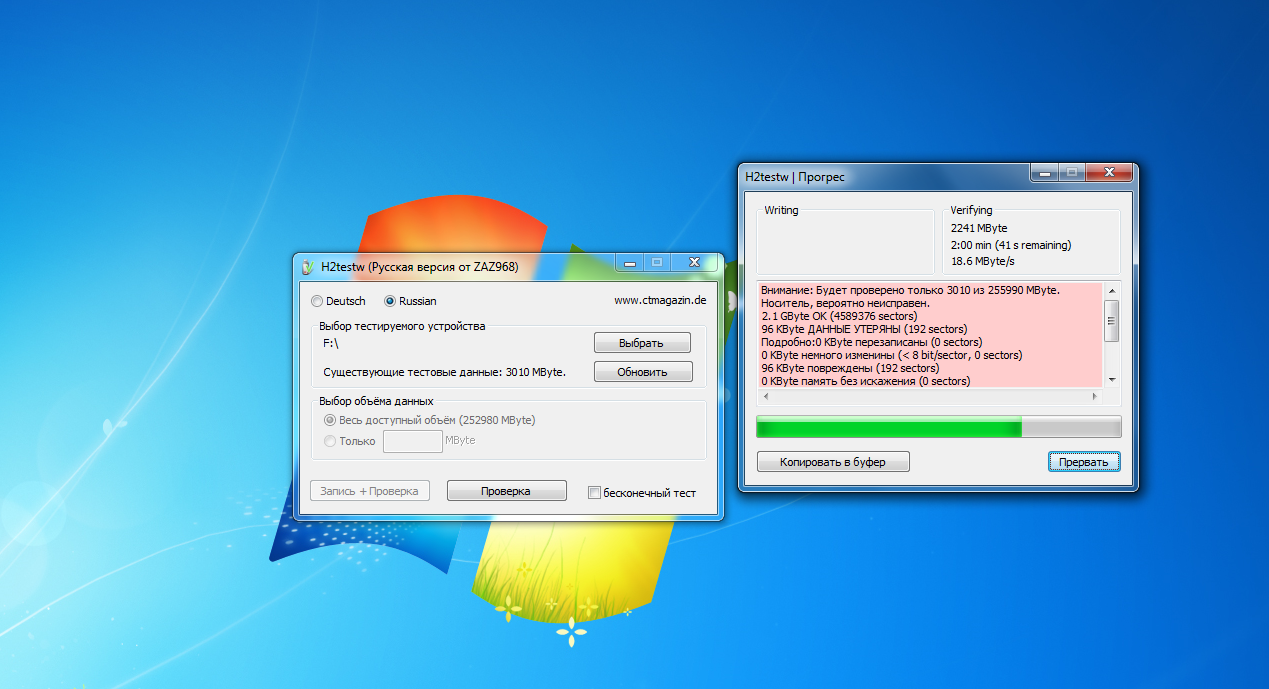 H2testw (Русская версия от ZAZ968)
Deutsch
Russian
www.ctmagazin.de
Выбор тестируемого устройства
F:\
Выбрать
Существующие тестовые данные: 3010 MByte.
Обновить
Выбор объёма данных
Весь доступный объём (252980 MByte)
Только
MByte
Запись + Проверка
Проверка
бесконечный тест
H2testw | Прогрес
Writing
Verifying
2241 MByte
2:00 min (41 s remaining)
18.6 MByte/s
Внимание: Будет проверено только 3010 из 255990 MByte.
Носитель, вероятно неисправен.
2.1 GByte OK (4589376 sectors)
96 KByte ДАННЫЕ УТЕРЯНЫ (192 sectors)
Подробно:0 KByte перезаписаны (0 sectors)
0 KByte немного изменины (< 8 bit/sector, 0 sectors)
96 KByte повреждены (192 sectors)
0 KByte память без искажения (0 sectors)
Копировать в буфер
Прервать